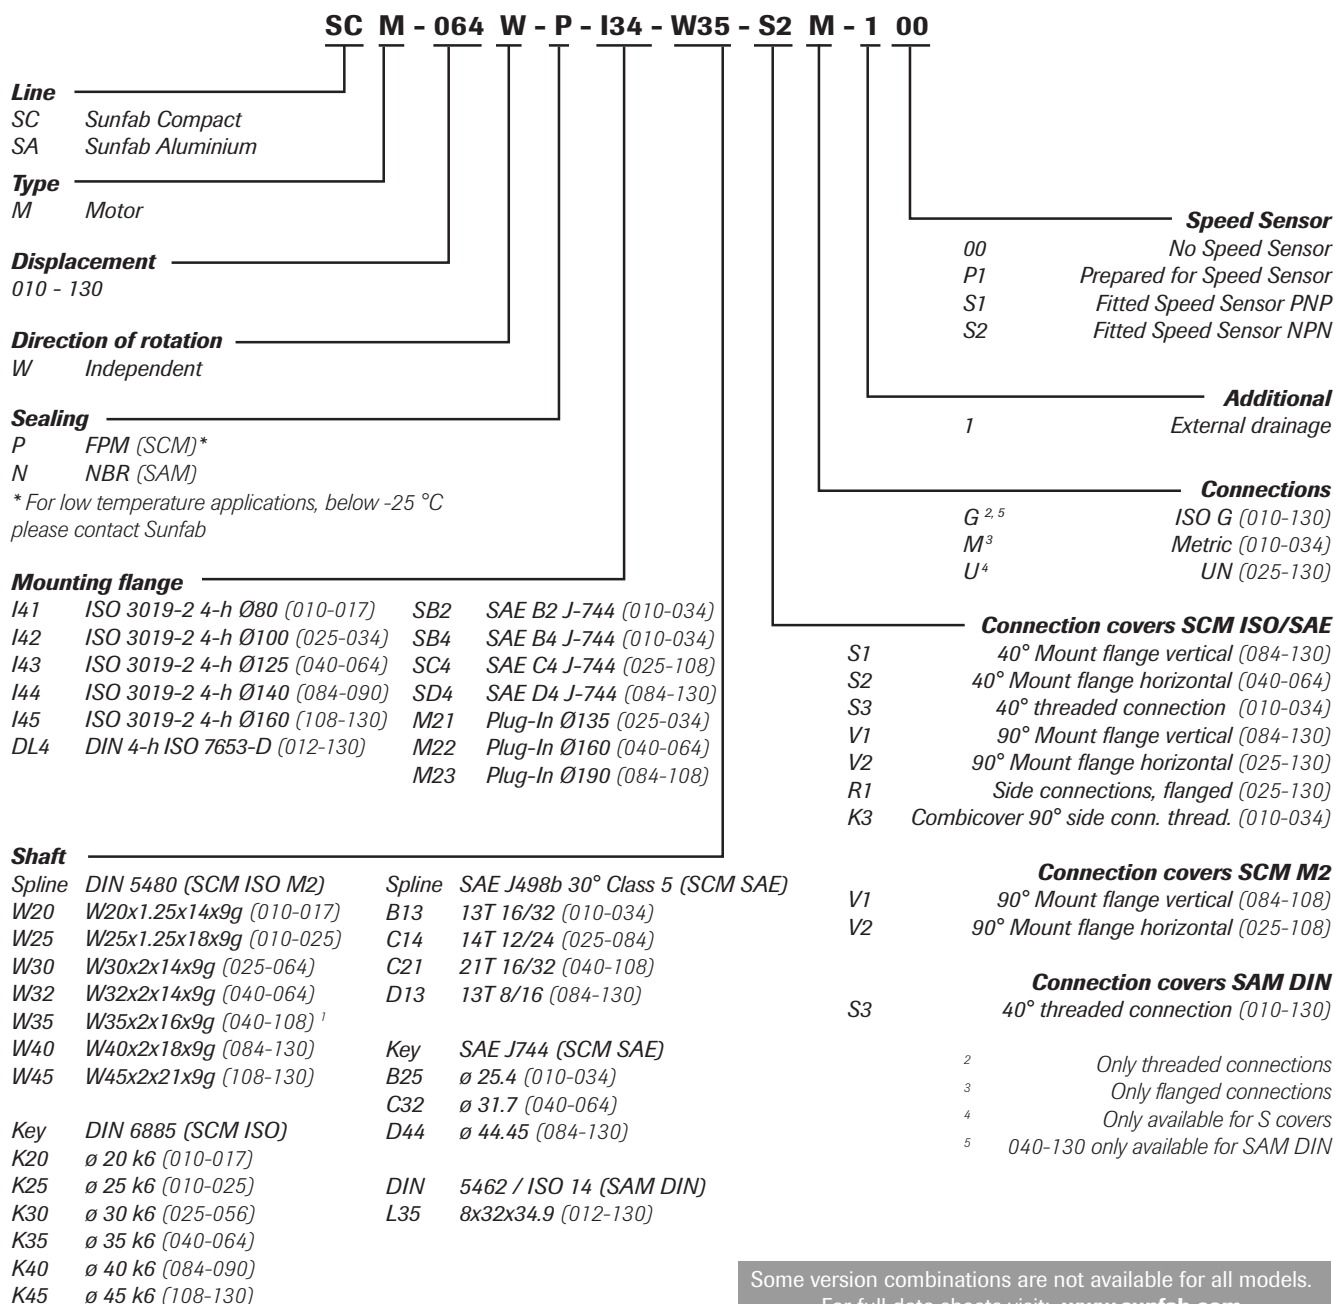 SC M - 064 W - P - I34 - W35 - S2 M - 1 00
Line
SC Sunfab Compact
SA Sunfab Aluminium
Type
M Motor
Displacement
010 - 130
Direction of rotation
W Independent
Sealing
P FPM (SCM)*
N NBR (SAM)
* For low temperature applications, below -25 °C
please contact Sunfab
Mounting flange
I41 ISO 3019-2 4-h Ø80 (010-017)
I42 ISO 3019-2 4-h Ø100 (025-034)
I43 ISO 3019-2 4-h Ø125 (040-064)
I44 ISO 3019-2 4-h Ø140 (084-090)
I45 ISO 3019-2 4-h Ø160 (108-130)
DL4 DIN 4-h ISO 7653-D (012-130)
SB2 SAE B2 J-744 (010-034)
SB4 SAE B4 J-744 (010-034)
SC4 SAE C4 J-744 (025-108)
SD4 SAE D4 J-744 (084-130)
M21 Plug-In Ø135 (025-034)
M22 Plug-In Ø160 (040-064)
M23 Plug-In Ø190 (084-108)
Shaft
Spline DIN 5480 (SCM ISO M2)
W20 W20x1.25x14x9g (010-017)
W25 W25x1.25x18x9g (010-025)
W30 W30x2x14x9g (025-064)
W32 W32x2x14x9g (040-064)
W35 W35x2x16x9g (040-108) 1
W40 W40x2x18x9g (084-130)
W45 W45x2x21x9g (108-130)
Key DIN 6885 (SCM ISO)
K20 ø 20 k6 (010-017)
K25 ø 25 k6 (010-025)
K30 ø 30 k6 (025-056)
K35 ø 35 k6 (040-064)
K40 ø 40 k6 (084-090)
K45 ø 45 k6 (108-130)
Spline SAE J498b 30° Class 5 (SCM SAE)
B13 13T 16/32 (010-034)
C14 14T 12/24 (025-084)
C21 21T 16/32 (040-108)
D13 13T 8/16 (084-130)
Key SAE J744 (SCM SAE)
B25 ø 25.4 (010-034)
C32 ø 31.7 (040-064)
D44 ø 44.45 (084-130)
DIN 5462 / ISO 14 (SAM DIN)
L35 8x32x34.9 (012-130)
Speed Sensor
00 No Speed Sensor
P1 Prepared for Speed Sensor
S1 Fitted Speed Sensor PNP
S2 Fitted Speed Sensor NPN
Additional
1 External drainage
Connections
G 2, 5 ISO G (010-130)
M 3 Metric (010-034)
U 4 UN (025-130)
Connection covers SCM ISO/SAE
S1 40° Mount flange vertical (084-130)
S2 40° Mount flange horizontal (040-064)
S3 40° threaded connection (010-034)
V1 90° Mount flange vertical (084-130)
V2 90° Mount flange horizontal (025-130)
R1 Side connections, flanged (025-130)
K3 Combicover 90° side conn. thread. (010-034)
Connection covers SCM M2
V1 90° Mount flange vertical (084-108)
V2 90° Mount flange horizontal (025-108)
Connection covers SAM DIN
S3 40° threaded connection (010-130)
2 Only threaded connections
3 Only flanged connections
4 Only available for S covers
5 040-130 only available for SAM DIN
Some version combinations are not available for all models.
For full data sheets visit: www.sunfab.com